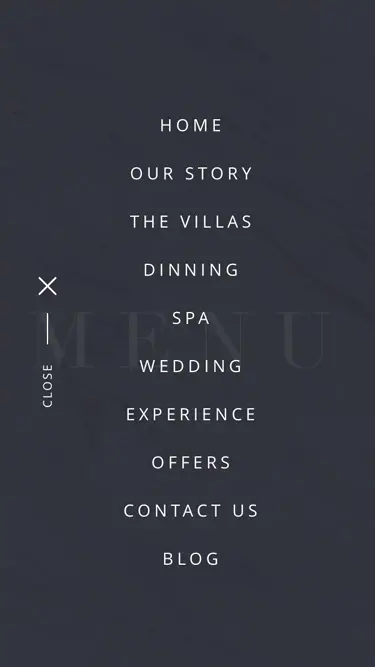 HOME
OUR STORY
THE VILLAS
DINNING
SPA
MENU
WEDDING
EXPERIENCE
OFFERS
CONTACT US
BLOG
CLOSE